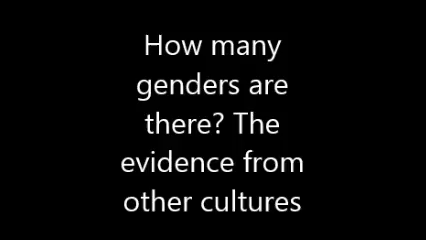 How many
genders are
there? The
evidence from
other cultures